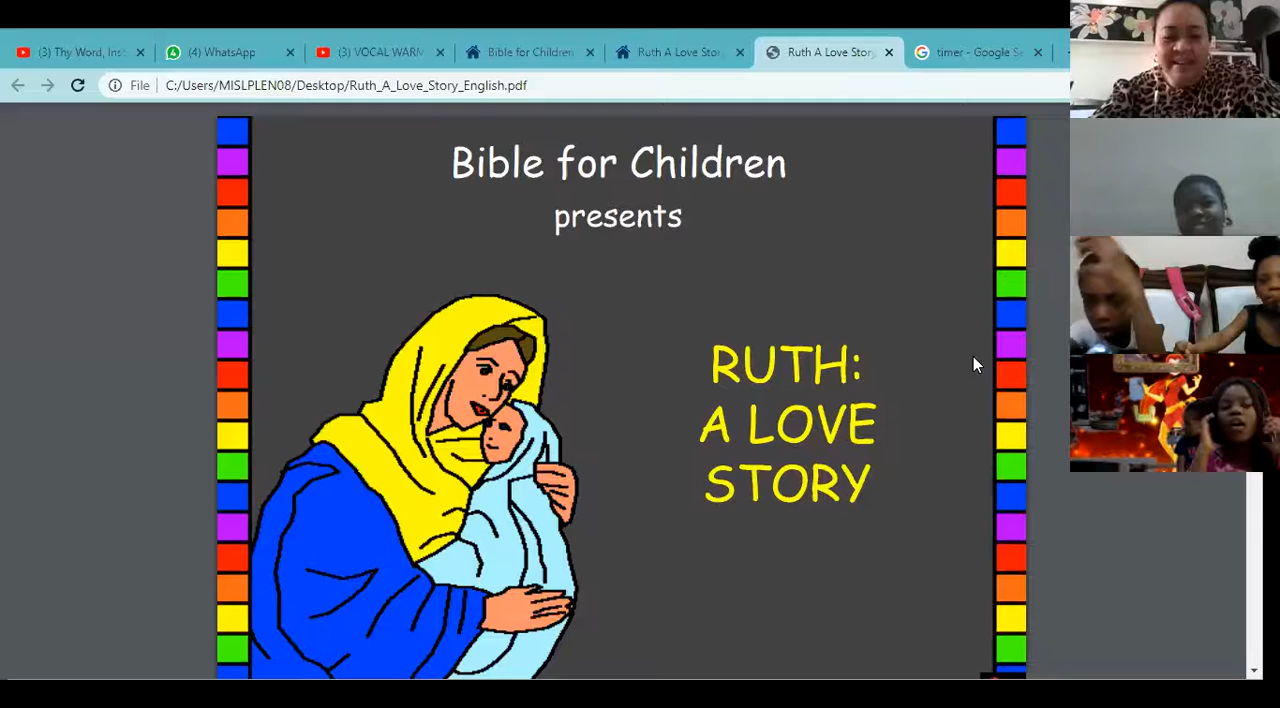 (3) Thy Word, Ins
(4) WhatsApp
(3) VOCAL WARM
Bible for Children
Ruth A Love Stor
Ruth A Love Story
timer - Google Se
File
C:/Users/MISLPLEN08/Desktop/Ruth_A_Love_Story_English.pdf
Bible for Children
presents
RUTH:
A LOVE
STORY